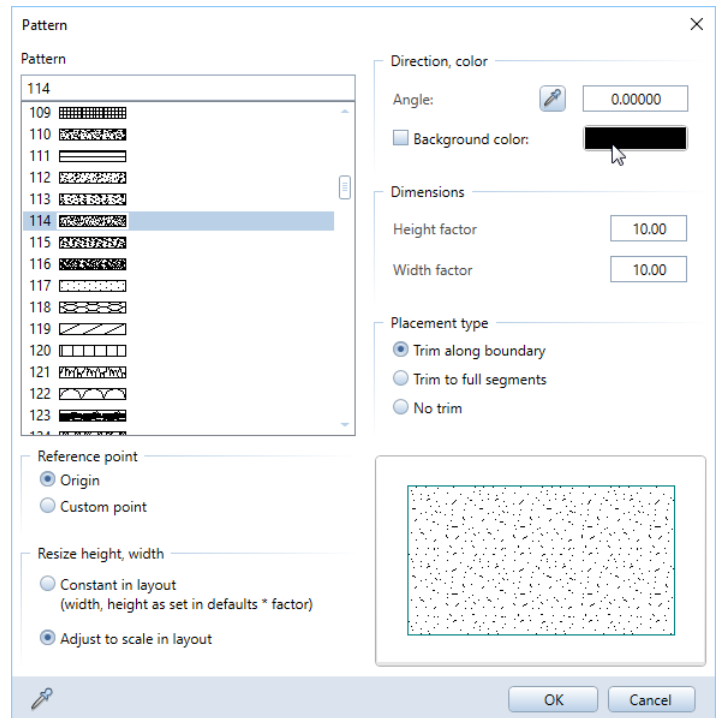 Pattern
Pattern
114
109
110
111
112
113
114
115
116
117
118
119
120
121
122
123
Reference point
Origin
Custom point
Resize height, width
Constant in layout
(width, height as set in defaults * factor)
Adjust to scale in layout
Direction, color
Angle:
0.00000
Background color:
Dimensions
Height factor
10.00
Width factor
10.00
Placement type
Trim along boundary
Trim to full segments
No trim
OK
Cancel